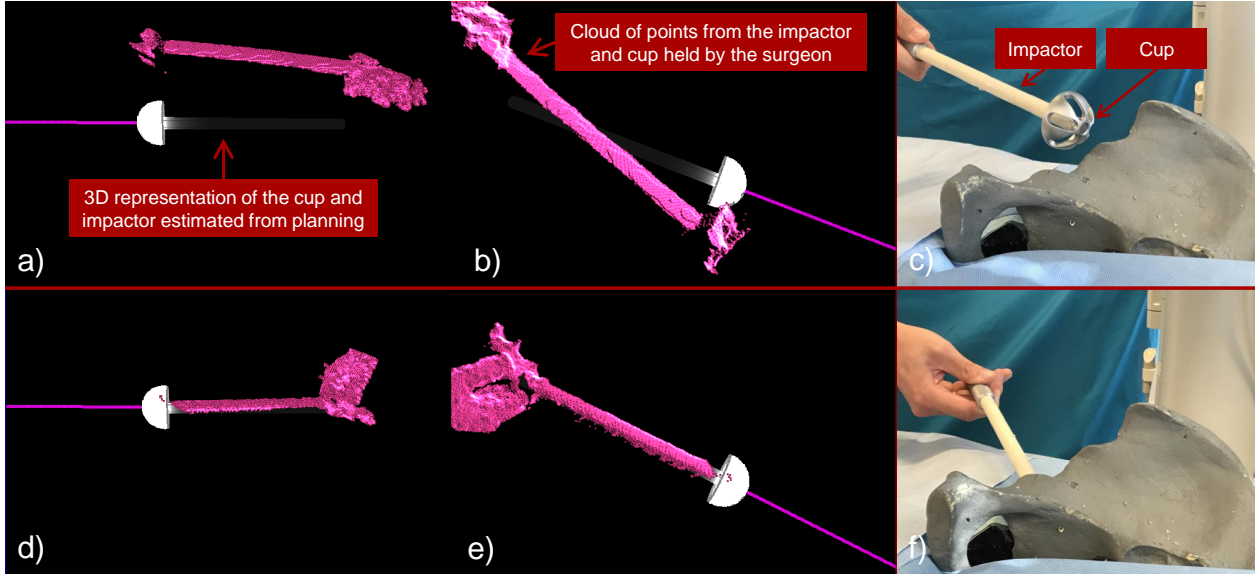 Cloud of points from the impactor
and cup held by the surgeon
Impactor
Cup
3D representation of the cup and
impactor estimated from planning
a)
b)
c)
d)
e)
f)